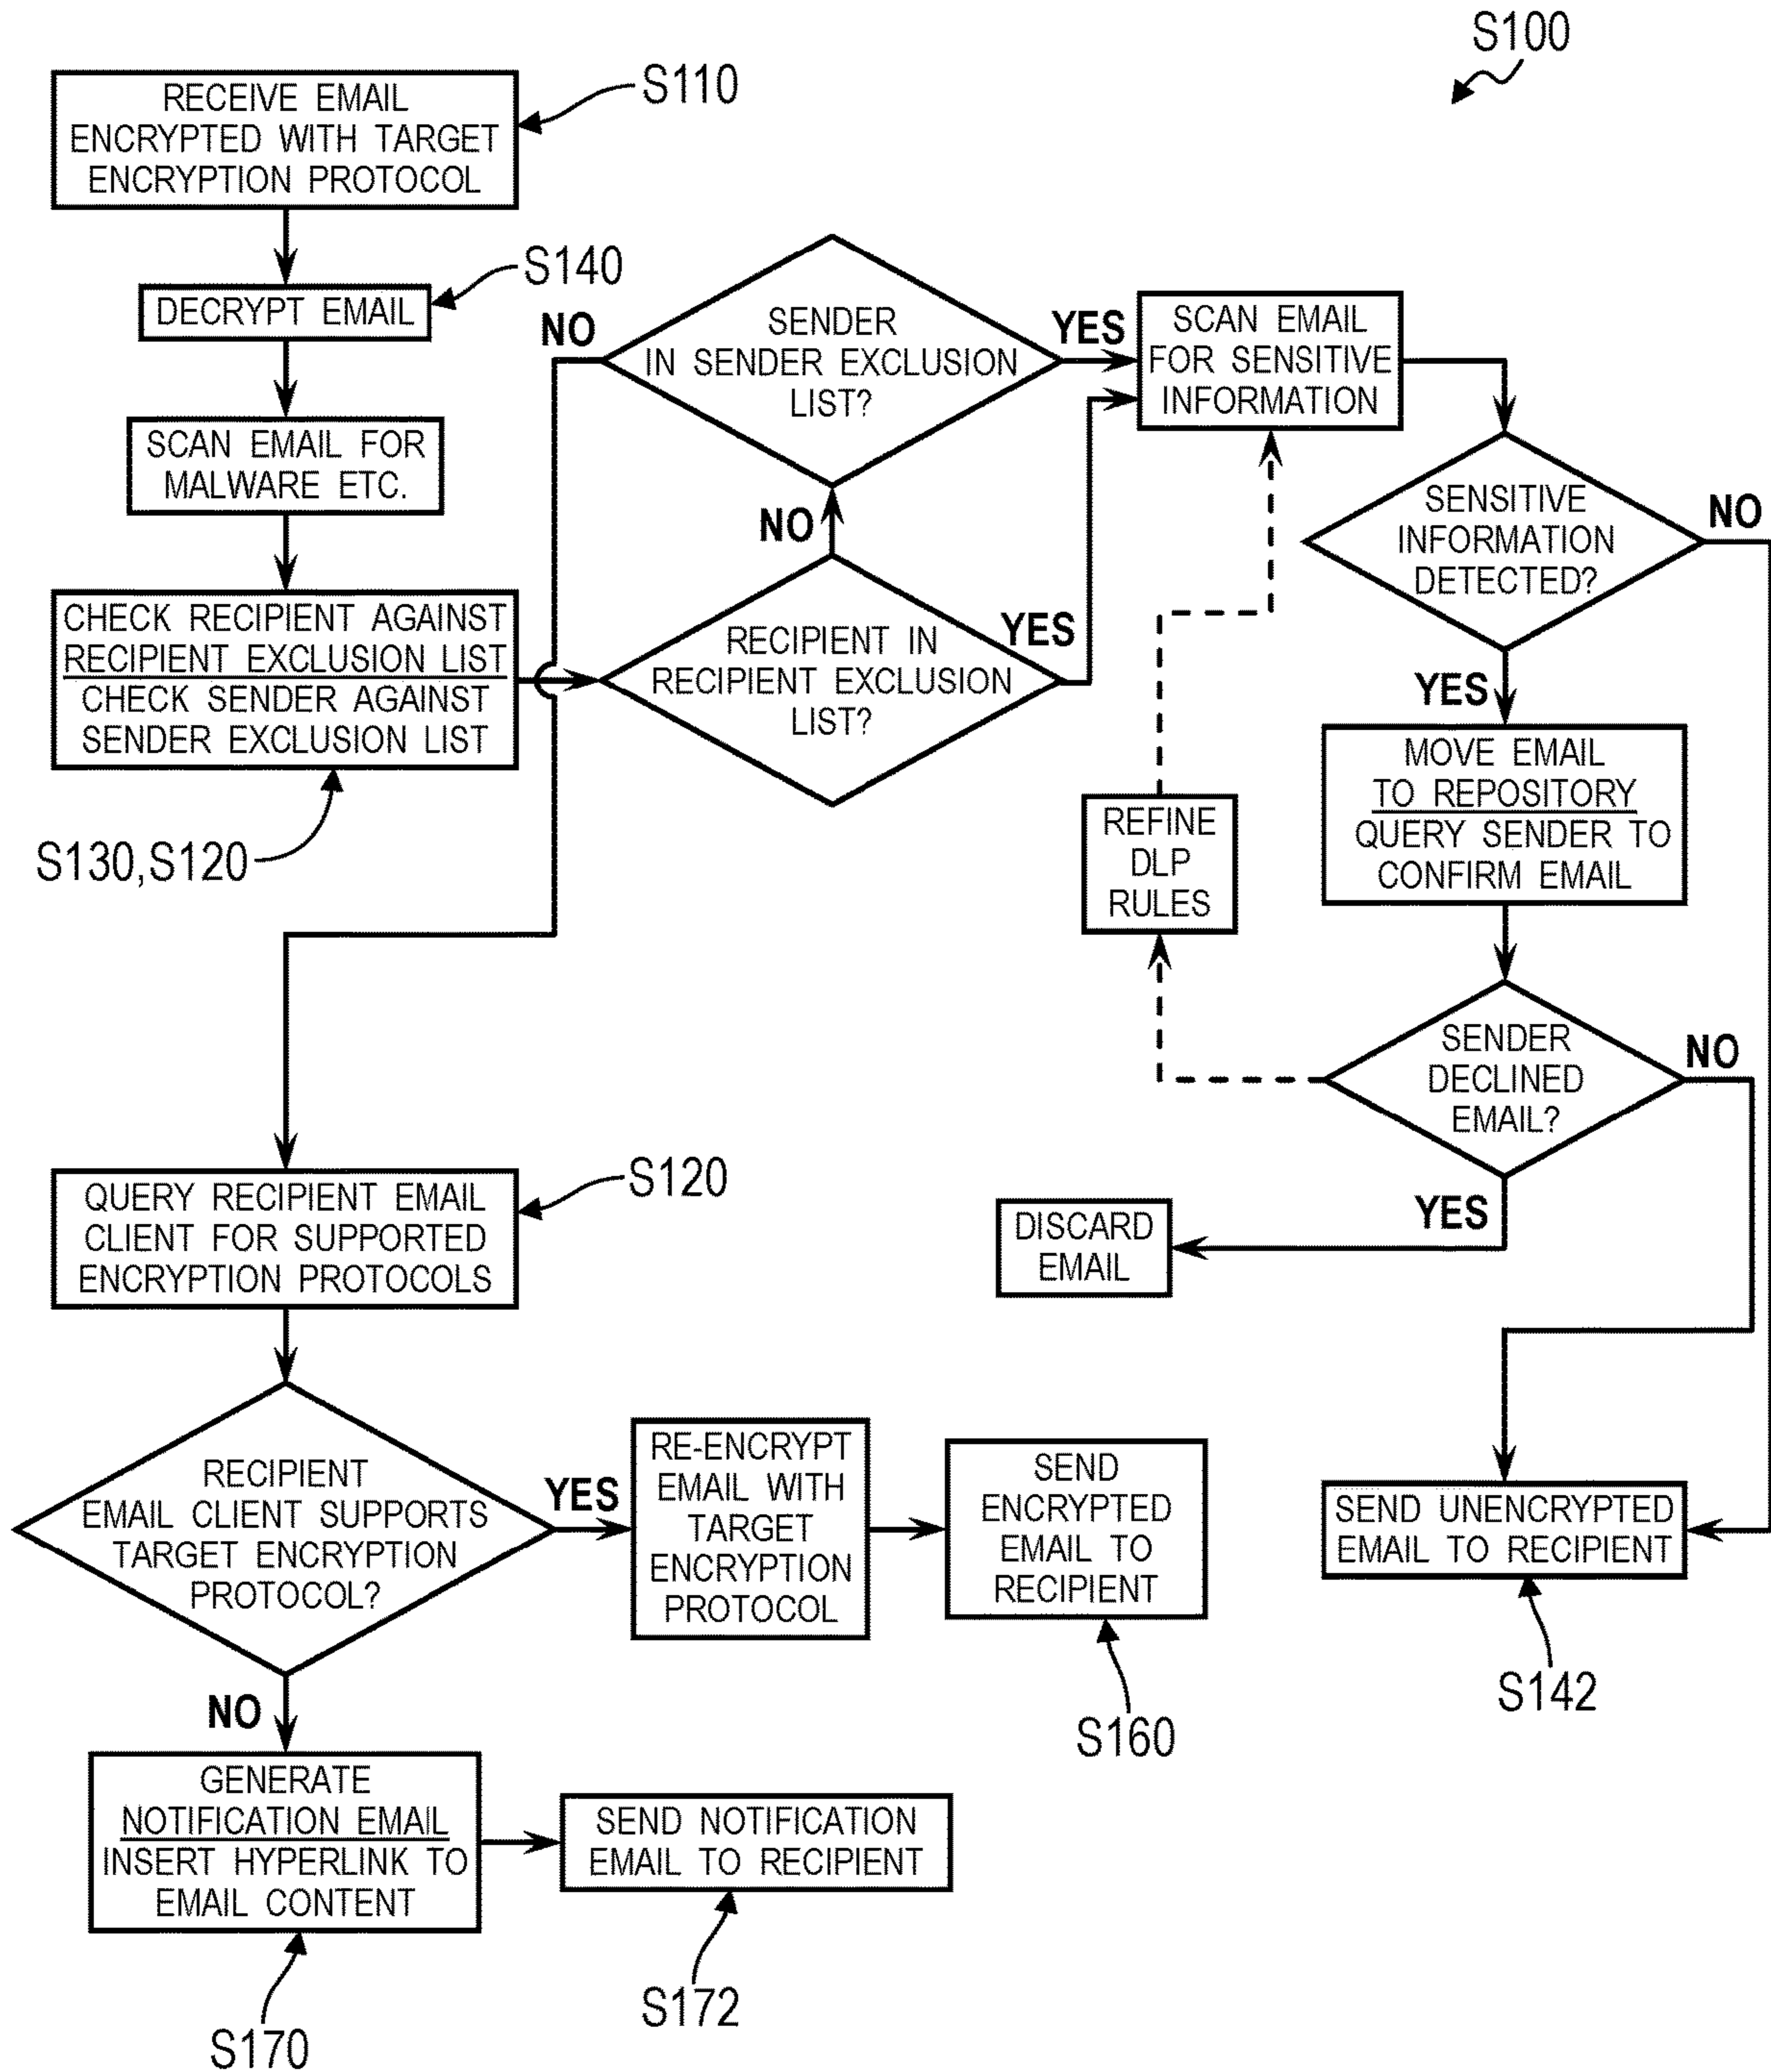 S100
RECEIVE EMAIL
ENCRYPTED WITH TARGET
ENCRYPTION PROTOCOL
S110
DECRYPT EMAIL
S140
SCAN EMAIL FOR
MALWARE ETC.
CHECK RECIPIENT AGAINST
RECIPIENT EXCLUSION LIST
CHECK SENDER AGAINST
SENDER EXCLUSION LIST
S130,S120
RECIPIENT IN
RECIPIENT EXCLUSION
LIST?
NO
YES
SENDER
IN SENDER EXCLUSION
LIST?
NO
YES
SCAN EMAIL
FOR SENSITIVE
INFORMATION
SENSITIVE
INFORMATION
DETECTED?
NO
YES
MOVE EMAIL
TO REPOSITORY
QUERY SENDER TO
CONFIRM EMAIL
REFINE
DLP
RULES
SENDER
DECLINED
EMAIL?
NO
YES
DISCARD
EMAIL
SEND UNENCRYPTED
EMAIL TO RECIPIENT
S142
QUERY RECIPIENT EMAIL
CLIENT FOR SUPPORTED
ENCRYPTION PROTOCOLS
S120
RECIPIENT
EMAIL CLIENT SUPPORTS
TARGET ENCRYPTION
PROTOCOL?
YES
NO
RE-ENCRYPT
EMAIL WITH
TARGET
ENCRYPTION
PROTOCOL
SEND
ENCRYPTED
EMAIL TO
RECIPIENT
S160
GENERATE
NOTIFICATION EMAIL
INSERT HYPERLINK TO
EMAIL CONTENT
S170
SEND NOTIFICATION
EMAIL TO RECIPIENT
S172